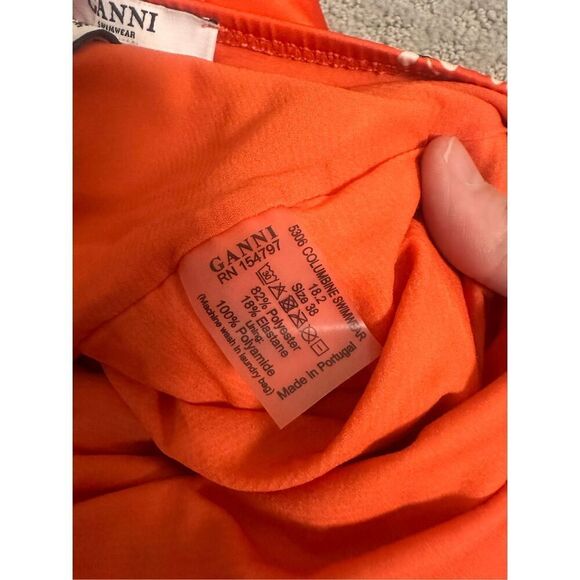 GANNI
SWIMWEAR
GANNI
RN 154797
5306 COLUMBINE SWIMWEAR
18.2
Size 38
30
82% Polyester
18% Elastane
Lining:
100% Polyamide
(Machine wash in laundry bag)
Made in Portugal